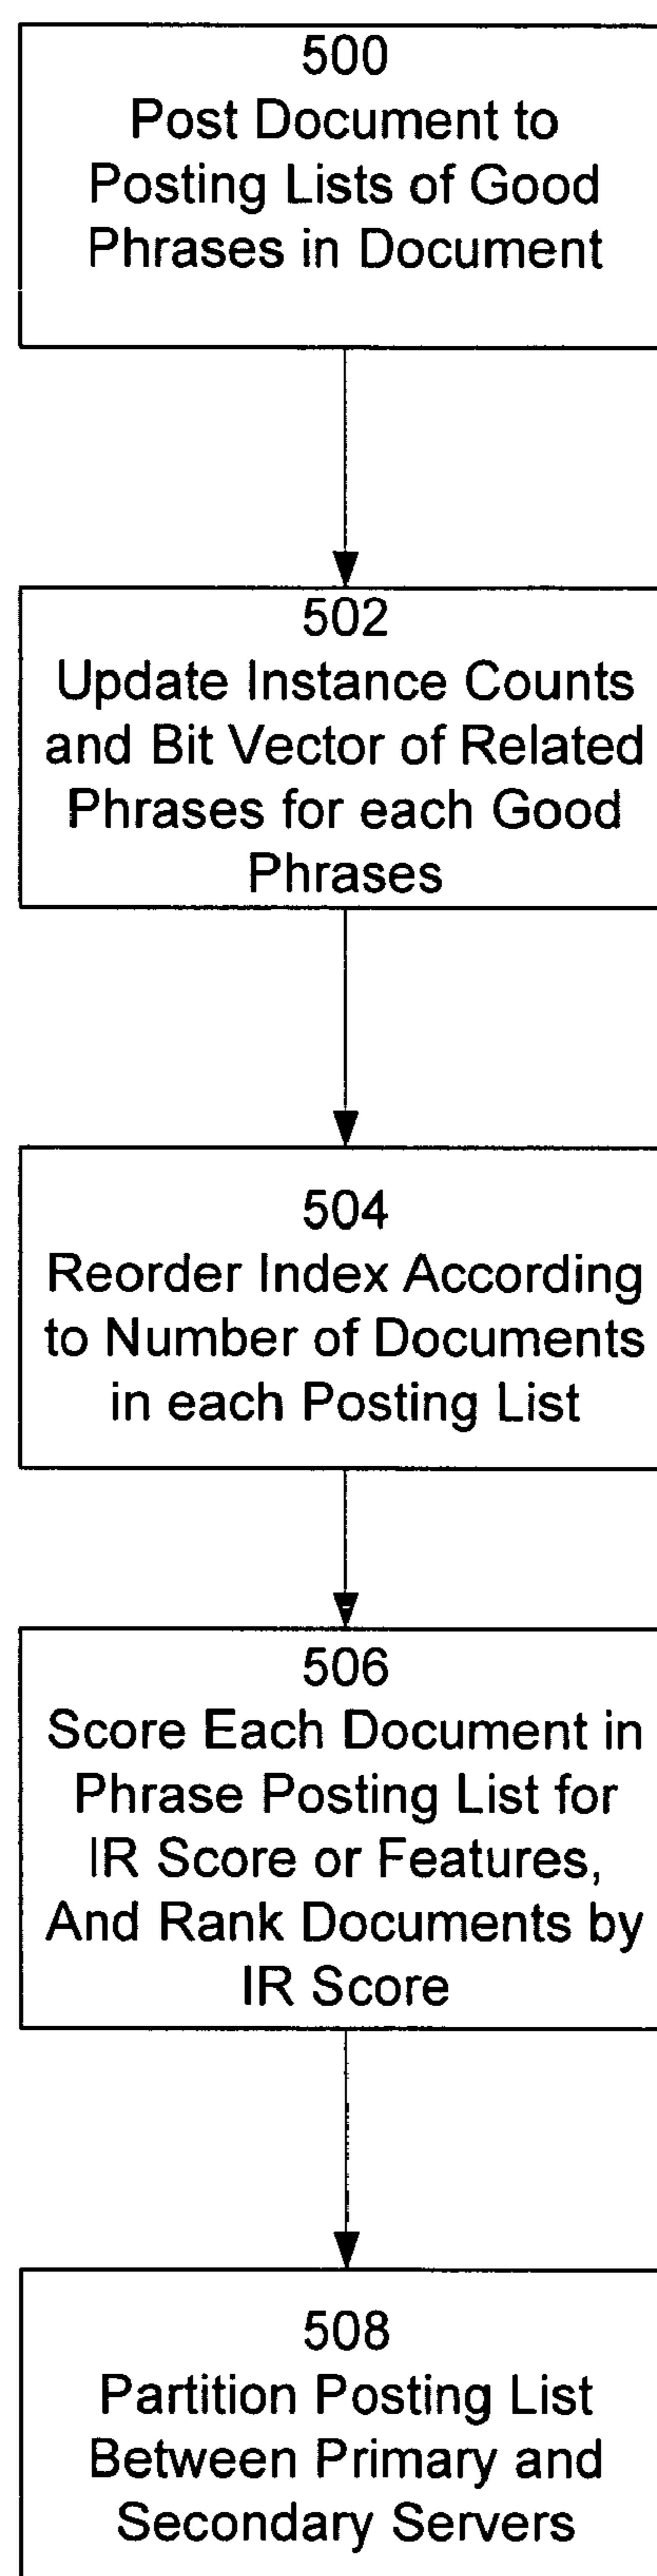 500
Post Document to
Posting Lists of Good
Phrases in Document
502
Update Instance Counts
and Bit Vector of Related
Phrases for each Good
Phrases
504
Reorder Index According
to Number of Documents
in each Posting List
506
Score Each Document in
Phrase Posting List for
IR Score or Features,
And Rank Documents by
IR Score
508
Partition Posting List
Between Primary and
Secondary Servers